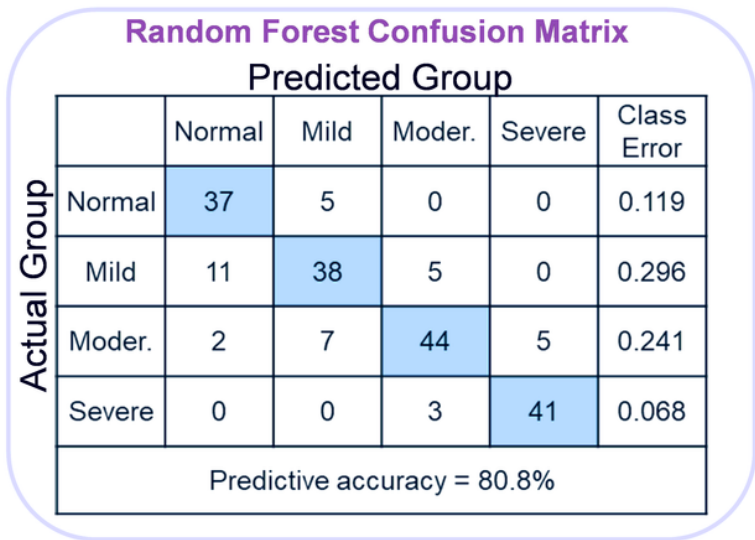 Random Forest Confusion Matrix
Predicted Group
Normal Mild Moder. Severe Class Error
Actual Group
Normal 37 5 0 0 0.119
Mild 11 38 5 0 0.296
Moder. 2 7 44 5 0.241
Severe 0 0 3 41 0.068
Predictive accuracy = 80.8%